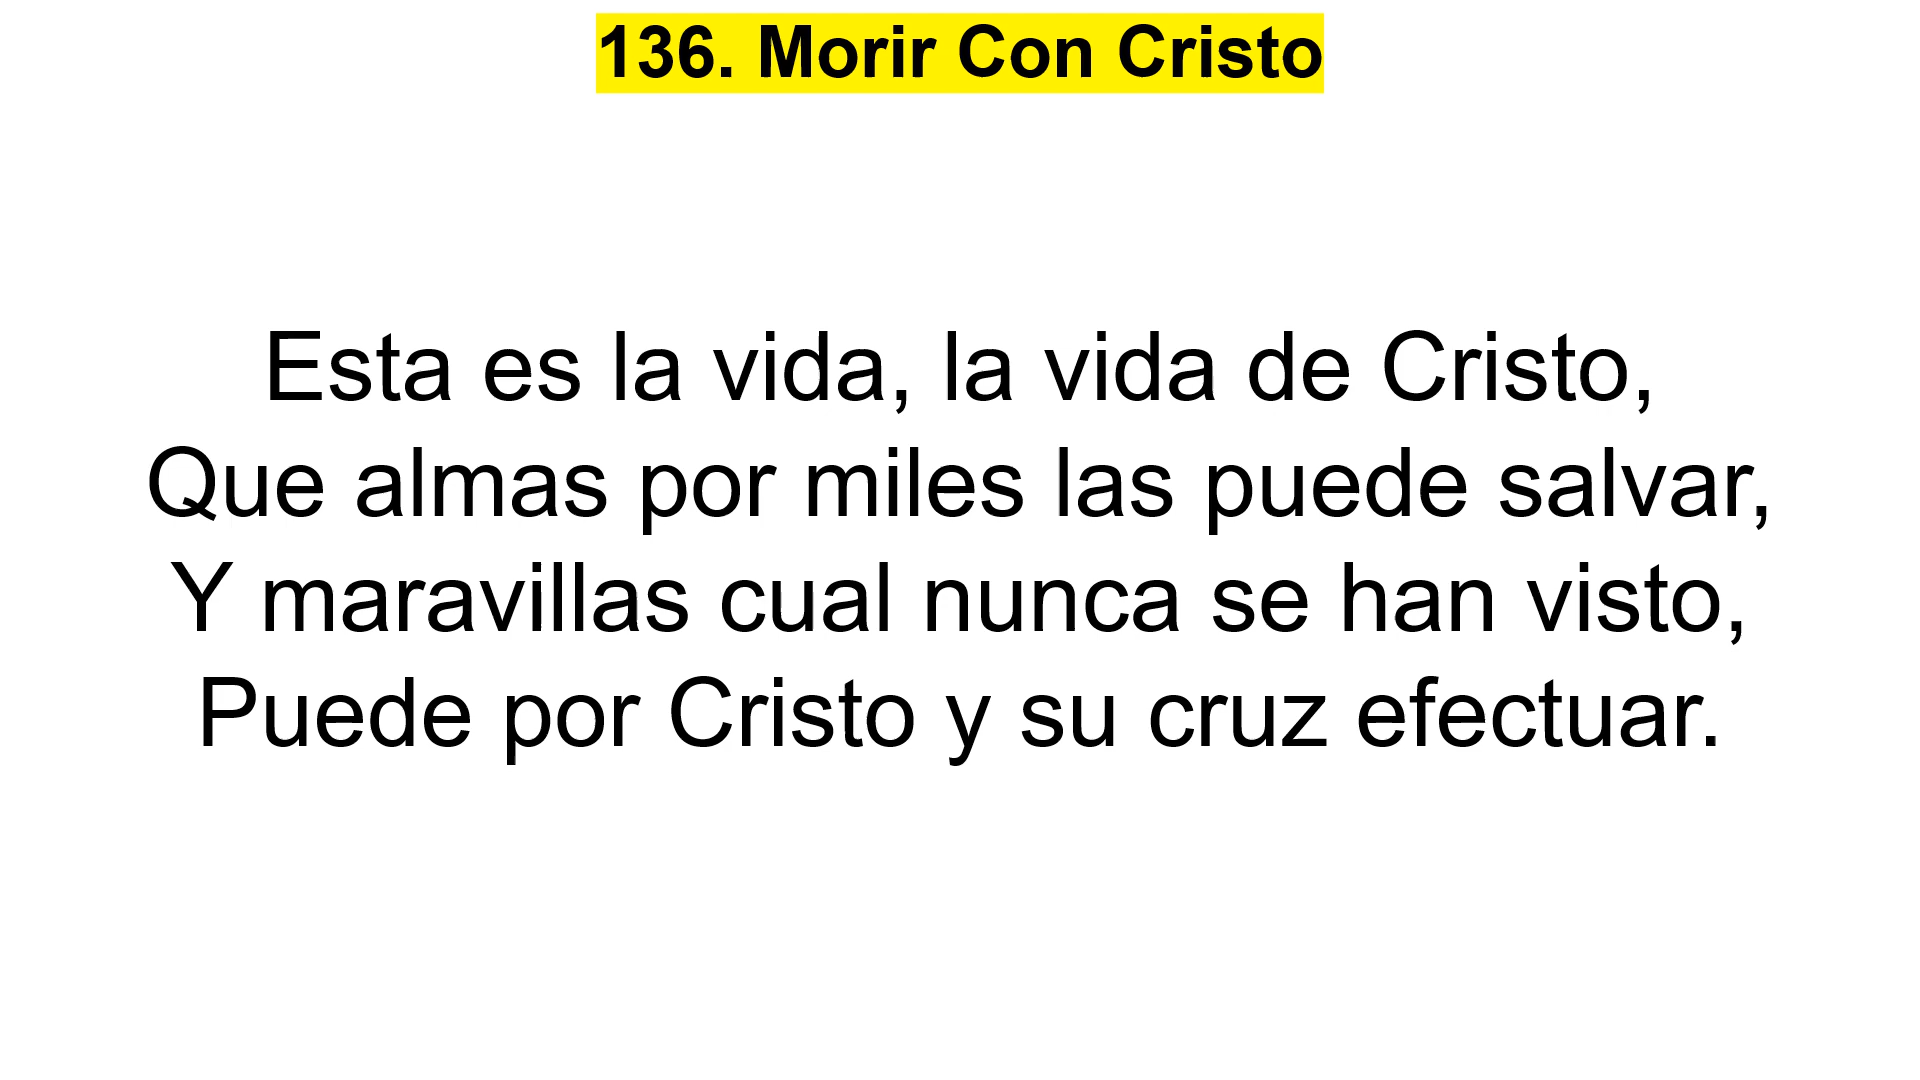 136. Morir Con Cristo
Esta es la vida, la vida de Cristo,
Que almas por miles las puede salvar,
Y maravillas cual nunca se han visto,
Puede por Cristo y su cruz efectuar.